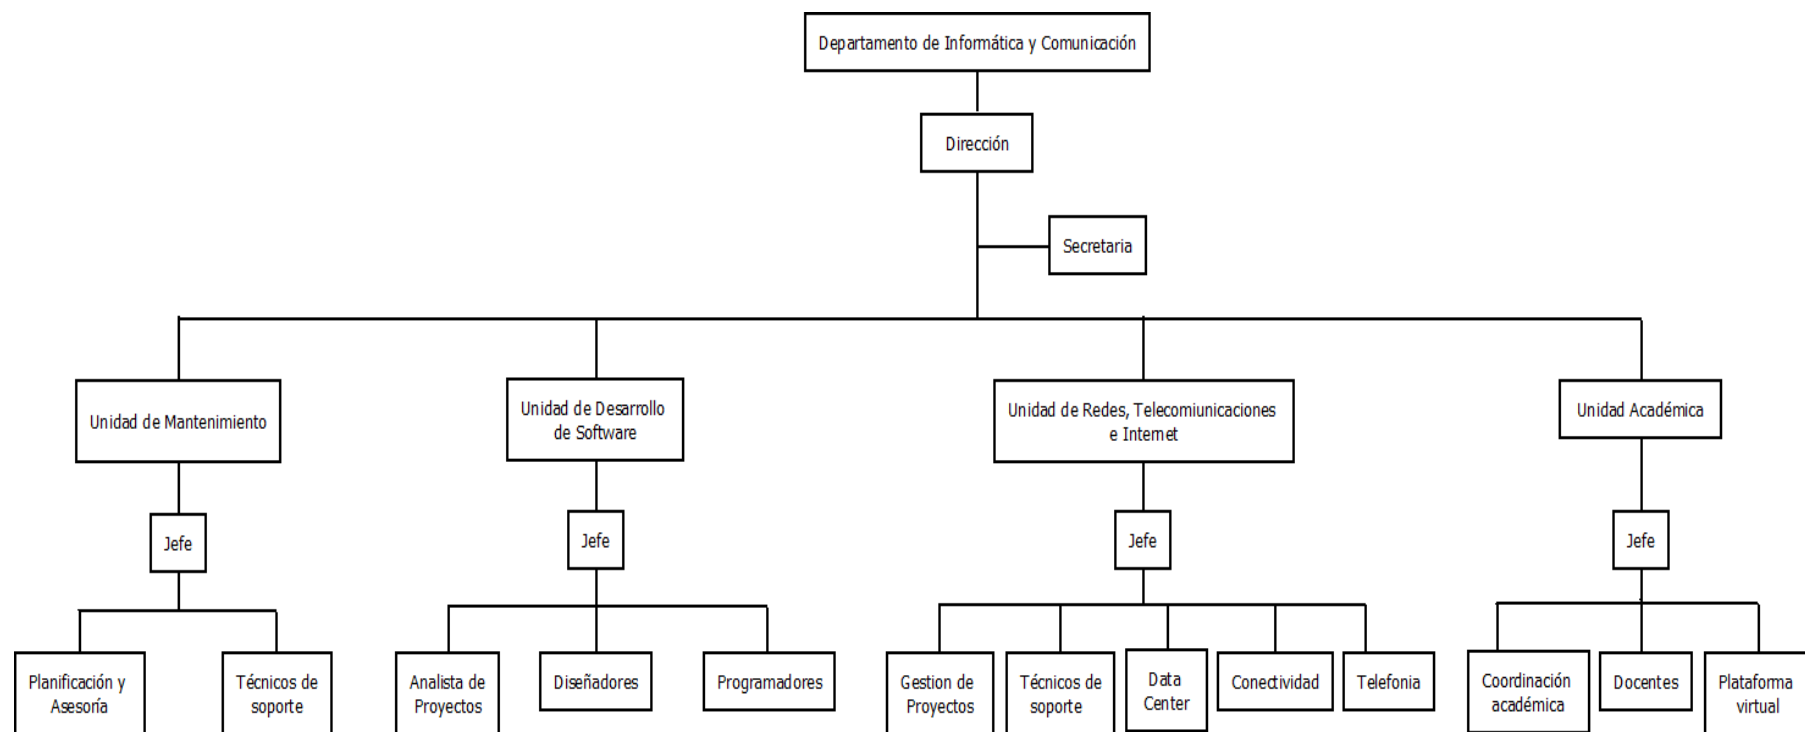 Departamento de Informática y Comunicación
Dirección
Secretaria
Unidad de Mantenimiento
Unidad de Desarrollo
de Software
Unidad de Redes, Telecomiunicaciones
e Internet
Unidad Académica
Jefe
Jefe
Jefe
Jefe
Planificación y
Asesoría
Técnicos de
soporte
Analista de
Proyectos
Diseñadores
Programadores
Gestion de
Proyectos
Técnicos de
soporte
Data
Center
Conectividad
Telefonia
Coordinación
académica
Docentes
Plataforma
virtual